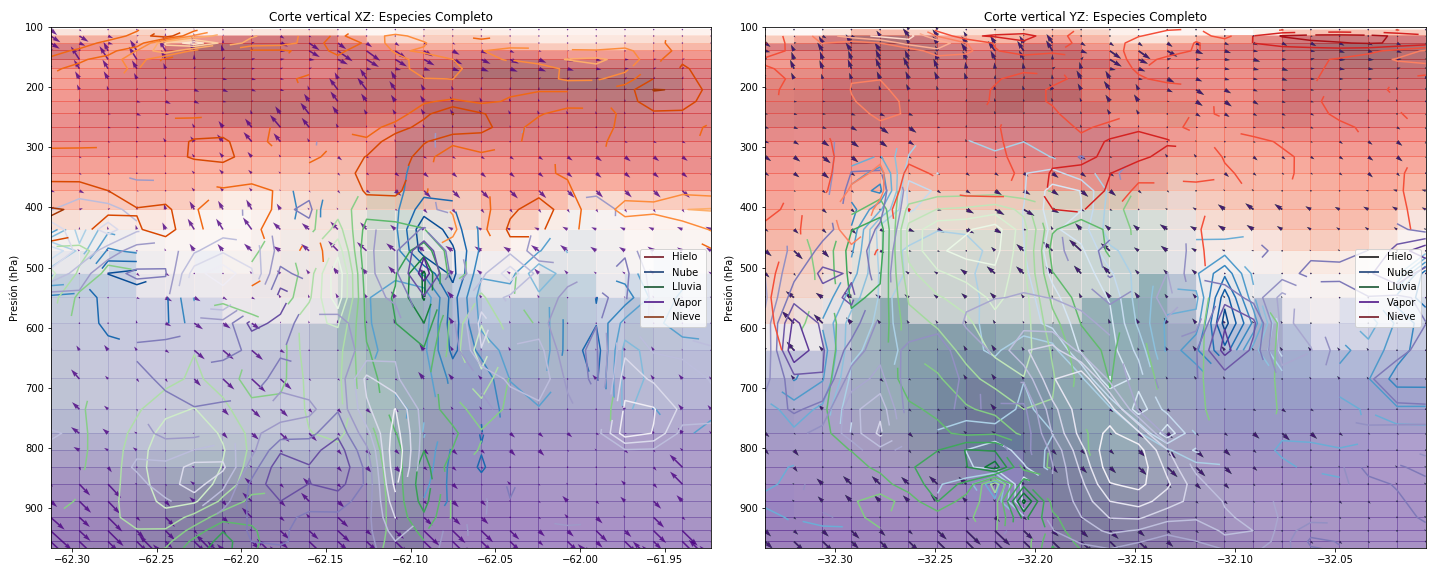 Corte vertical XZ: Especies Completo
Presión (hPa)
100
200
300
400
500
600
700
800
900
−62.30
−62.25
−62.20
−62.15
−62.10
−62.05
−62.00
−61.95
Hielo
Nube
Lluvia
Vapor
Nieve
Corte vertical YZ: Especies Completo
Presión (hPa)
100
200
300
400
500
600
700
800
900
−32.30
−32.25
−32.20
−32.15
−32.10
−32.05
Hielo
Nube
Lluvia
Vapor
Nieve